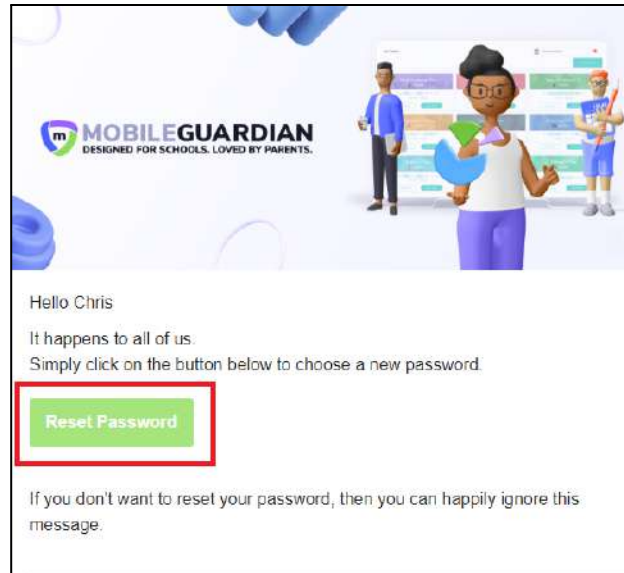 m MOBILEGUARDIAN
DESIGNED FOR SCHOOLS. LOVED BY PARENTS.
Hello Chris
It happens to all of us.
Simply click on the button below to choose a new password.
Reset Password
If you don't want to reset your password, then you can happily ignore this
message.